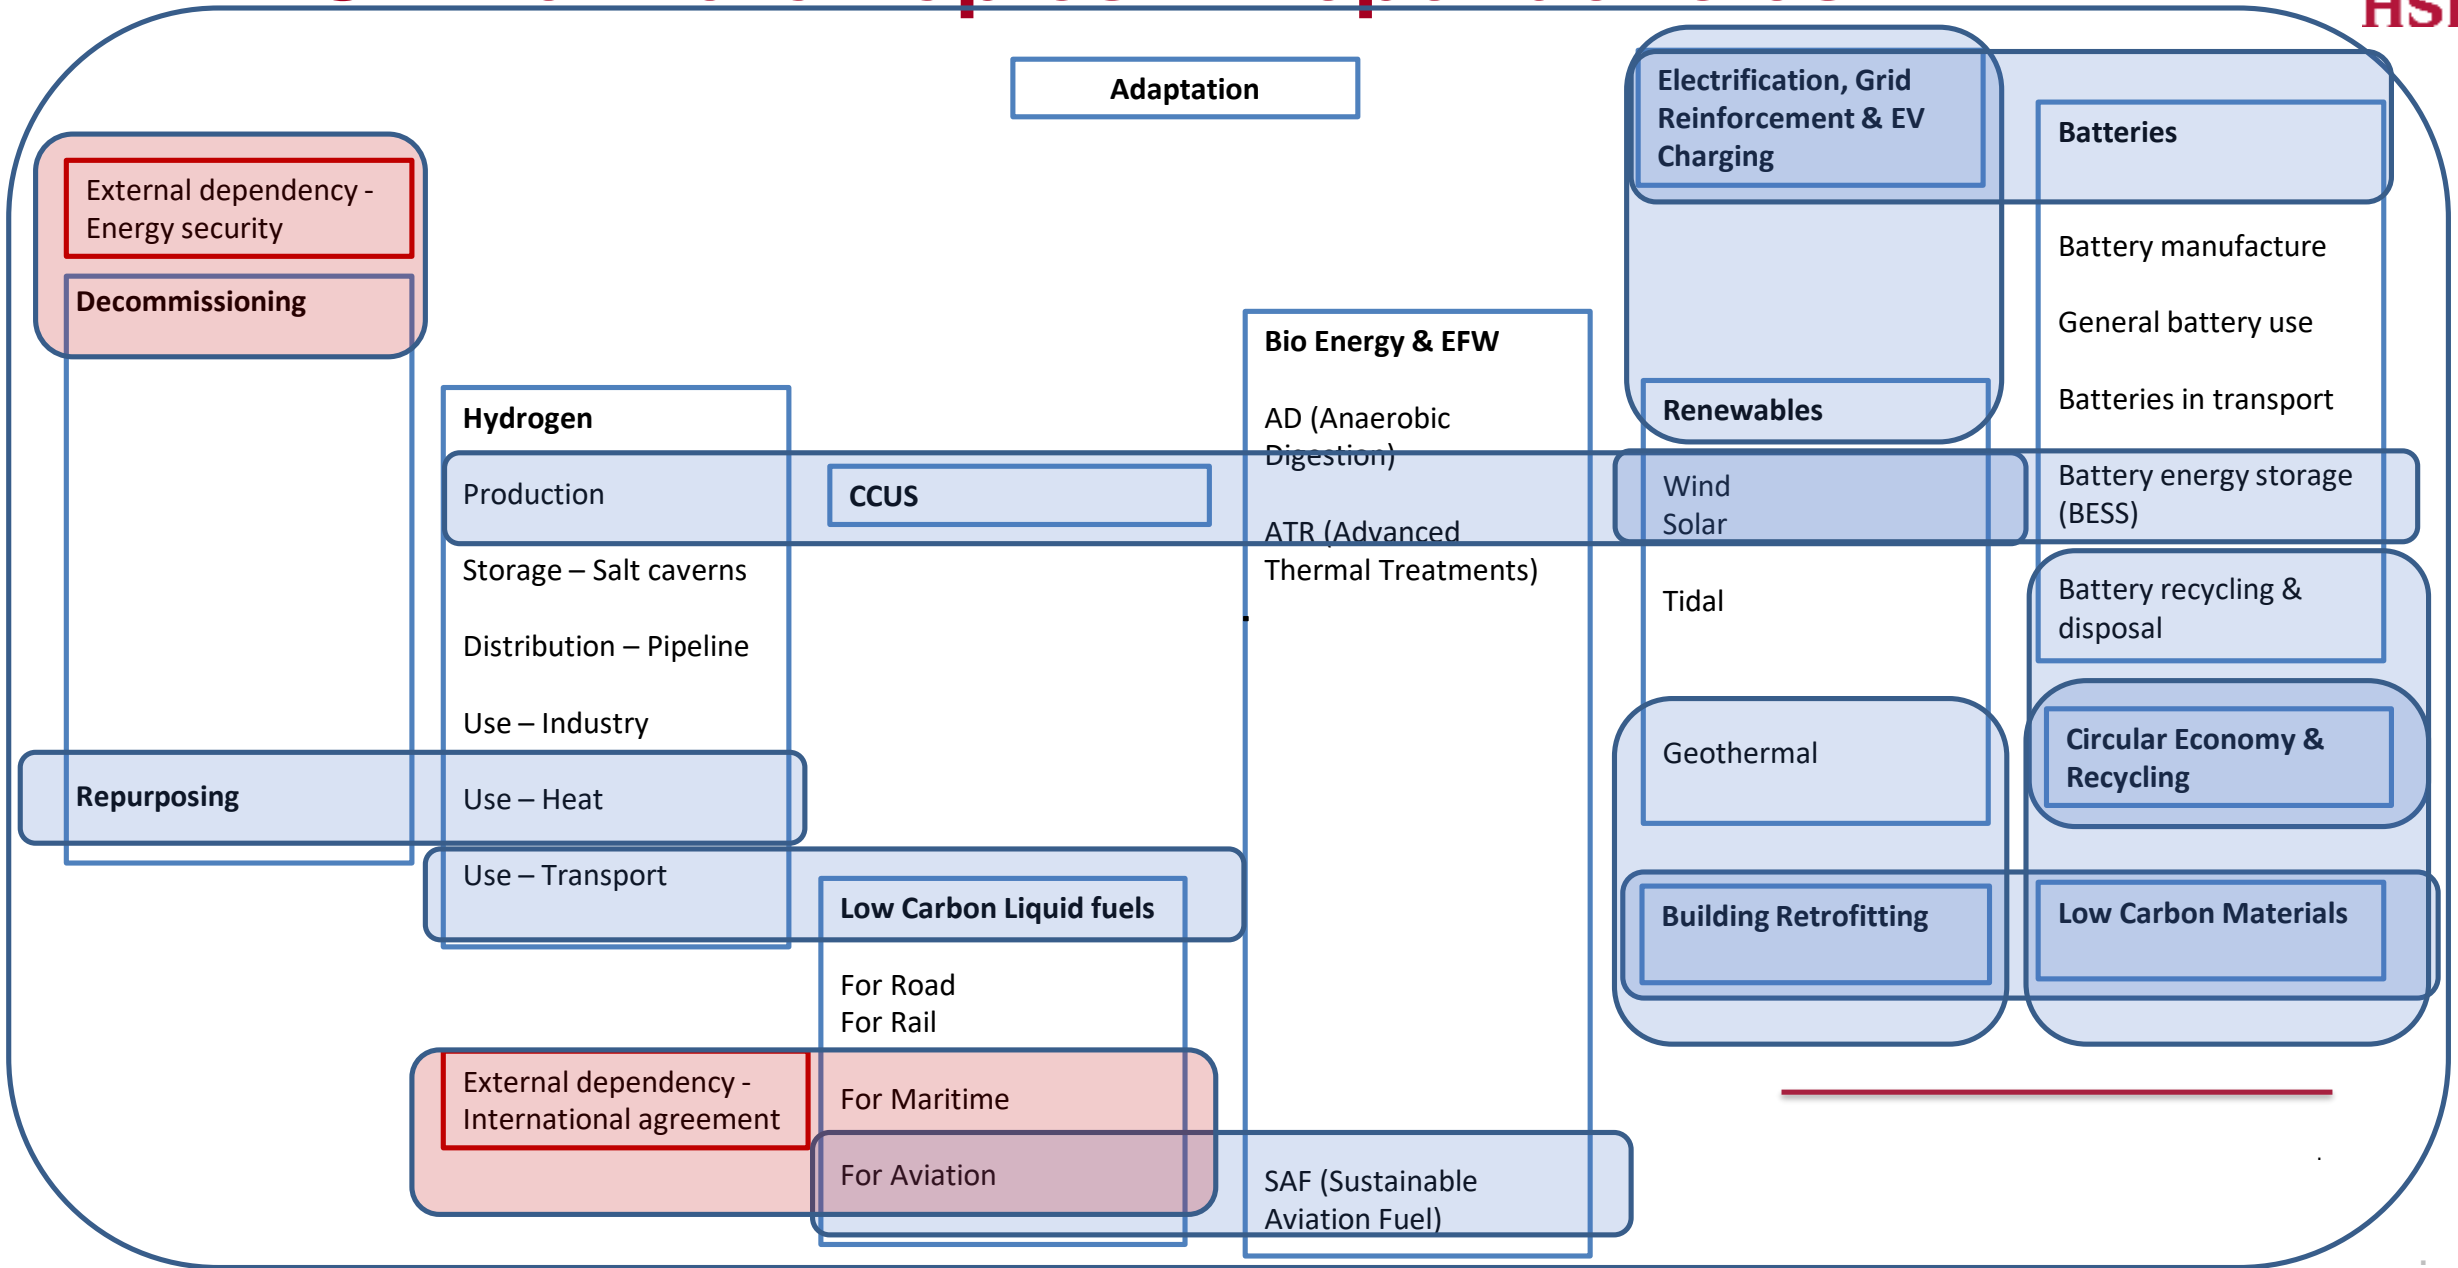 Adaptation
External dependency -
Energy security
Decommissioning
Repurposing
Hydrogen
Production
Storage – Salt caverns
Distribution – Pipeline
Use – Industry
Use – Heat
Use – Transport
External dependency -
International agreement
CCUS
Low Carbon Liquid fuels
For Road
For Rail
For Maritime
For Aviation
Bio Energy & EFW
AD (Anaerobic
Digestion)
ATR (Advanced
Thermal Treatments)
SAF (Sustainable
Aviation Fuel)
Electrification, Grid
Reinforcement & EV
Charging
Renewables
Wind
Solar
Tidal
Geothermal
Building Retrofitting
Batteries
Battery manufacture
General battery use
Batteries in transport
Battery energy storage
(BESS)
Battery recycling &
disposal
Circular Economy &
Recycling
Low Carbon Materials